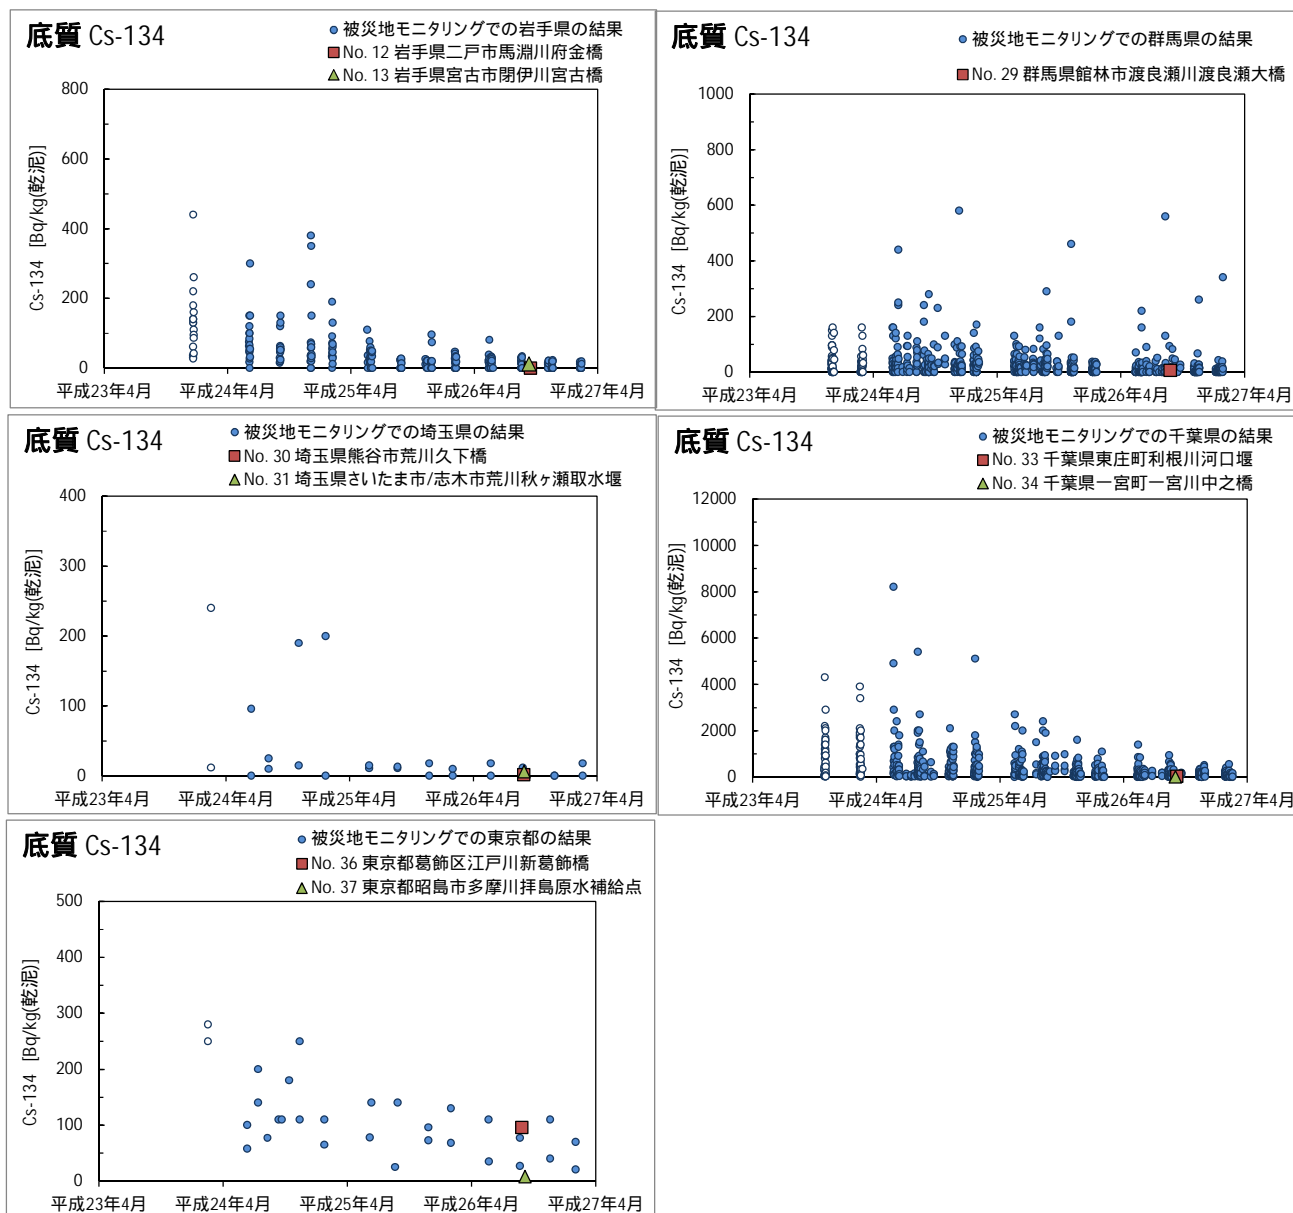 底質 Cs-134
被災地モニタリングでの岩手県の結果
No. 12 岩手県二戸市馬淵川府金橋
No. 13 岩手県宮古市閉伊川宮古橋
Cs-134 [Bq/kg(乾泥)]
800
600
400
200
0
平成23年4月 平成24年4月 平成25年4月 平成26年4月 平成27年4月
底質 Cs-134
被災地モニタリングでの群馬県の結果
No. 29 群馬県館林市渡良瀬川渡良瀬大橋
Cs-134 [Bq/kg(乾泥)]
1000
800
600
400
200
0
平成23年4月 平成24年4月 平成25年4月 平成26年4月 平成27年4月
底質 Cs-134
被災地モニタリングでの埼玉県の結果
No. 30 埼玉県熊谷市荒川久下橋
No. 31 埼玉県さいたま市/志木市荒川秋ヶ瀬取水堰
Cs-134 [Bq/kg(乾泥)]
400
300
200
100
0
平成23年4月 平成24年4月 平成25年4月 平成26年4月 平成27年4月
底質 Cs-134
被災地モニタリングでの千葉県の結果
No. 33 千葉県東庄町利根川河口堰
No. 34 千葉県一宮町一宮川中之橋
Cs-134 [Bq/kg(乾泥)]
12000
10000
8000
6000
4000
2000
0
平成23年4月 平成24年4月 平成25年4月 平成26年4月 平成27年4月
底質 Cs-134
被災地モニタリングでの東京都の結果
No. 36 東京都葛飾区江戸川新葛飾橋
No. 37 東京都昭島市多摩川拝島原水補給点
Cs-134 [Bq/kg(乾泥)]
500
400
300
200
100
0
平成23年4月 平成24年4月 平成25年4月 平成26年4月 平成27年4月